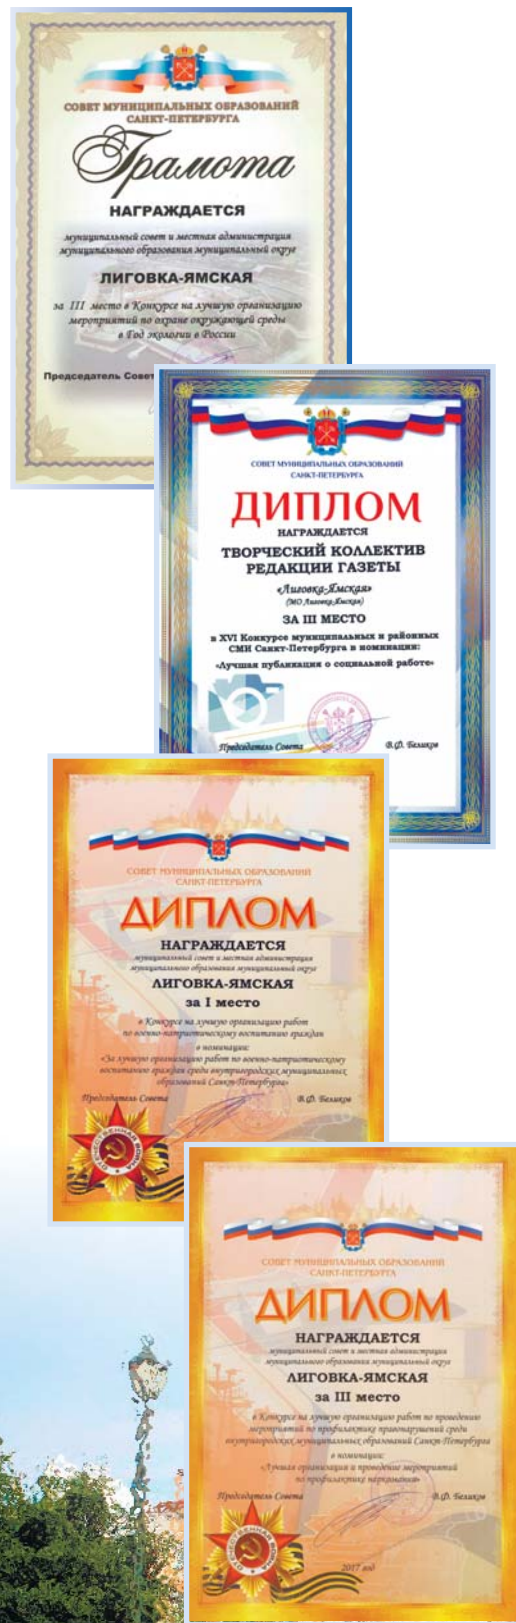 СОВЕТ МУНИЦИПАЛЬНЫХ ОБРАЗОВАНИЙ
САНКТ-ПЕТЕРБУРГА
Грамота
НАГРАЖДАЕТСЯ
муниципальный совет и местная администрация
муниципального образования муниципальный округ
ЛИГОВКА-ЯМСКАЯ
за III место в Конкурсе на лучшую организацию
мероприятий по охране окружающей среды
в Год экологии в России
Председатель Совет
СОВЕТ МУНИЦИПАЛЬНЫХ ОБРАЗОВАНИЙ
САНКТ-ПЕТЕРБУРГА
ДИПЛОМ
НАГРАЖДАЕТСЯ
ТВОРЧЕСКИЙ КОЛЛЕКТИВ
РЕДАКЦИИ ГАЗЕТЫ
«Лиговка-Ямская»
(МО Лиговка-Ямская)
ЗА III МЕСТО
в XVI Конкурсе муниципальных и районных
СМИ Санкт-Петербурга в номинации:
«Лучшая публикация о социальной работе»
Председатель Совета В.Ф. Беликов
СОВЕТ МУНИЦИПАЛЬНЫХ ОБРАЗОВАНИЙ
САНКТ-ПЕТЕРБУРГА
ДИПЛОМ
НАГРАЖДАЕТСЯ
муниципальный совет и местная администрация
муниципального образования муниципальный округ
ЛИГОВКА-ЯМСКАЯ
за I место
в Конкурсе на лучшую организацию работ
по военно-патриотическому воспитанию граждан
в номинации:
«За лучшую организацию работ по военно-патриотическому
воспитанию граждан среди внутригородских муниципальных
образований Санкт-Петербурга»
Председатель Совета В.Ф. Беликов
ОТЕЧЕСТВЕННАЯ ВОЙНА
СОВЕТ МУНИЦИПАЛЬНЫХ ОБРАЗОВАНИЙ
САНКТ-ПЕТЕРБУРГА
ДИПЛОМ
НАГРАЖДАЕТСЯ
муниципальный совет и местная администрация
муниципального образования муниципальный округ
ЛИГОВКА-ЯМСКАЯ
за III место
в Конкурсе на лучшую организацию работ по проведению
мероприятий по профилактике правонарушений среди
внутригородских муниципальных образований Санкт-Петербурга
в номинации:
«Лучшая организация и проведение мероприятий
по профилактике наркомании»
Председатель Совета В.Ф. Беликов
ОТЕЧЕСТВЕННАЯ ВОЙНА
2017 год